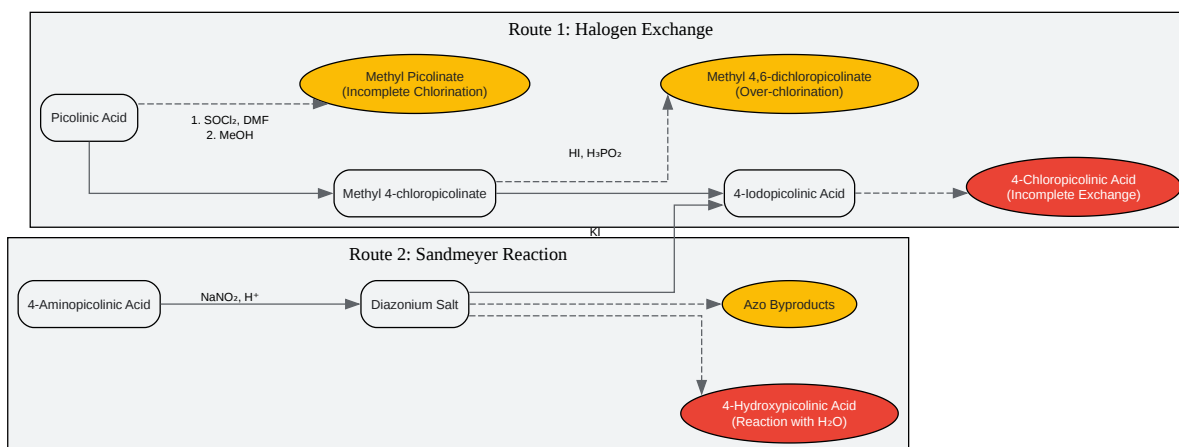 Route 1: Halogen Exchange
Methyl Picolinate
(Incomplete Chlorination)
Methyl 4,6-dichloropicolinate
(Over-chlorination)
Picolinic Acid
1. SOCl₂, DMF
2. MeOH
HI, H₃PO₂
Methyl 4-chloropicolinate
4-Iodopicolinic Acid
4-Chloropicolinic Acid
(Incomplete Exchange)
KI
Route 2: Sandmeyer Reaction
4-Aminopicolinic Acid
NaNO₂, H⁺
Diazonium Salt
Azo Byproducts
4-Hydroxypicolinic Acid
(Reaction with H₂O)